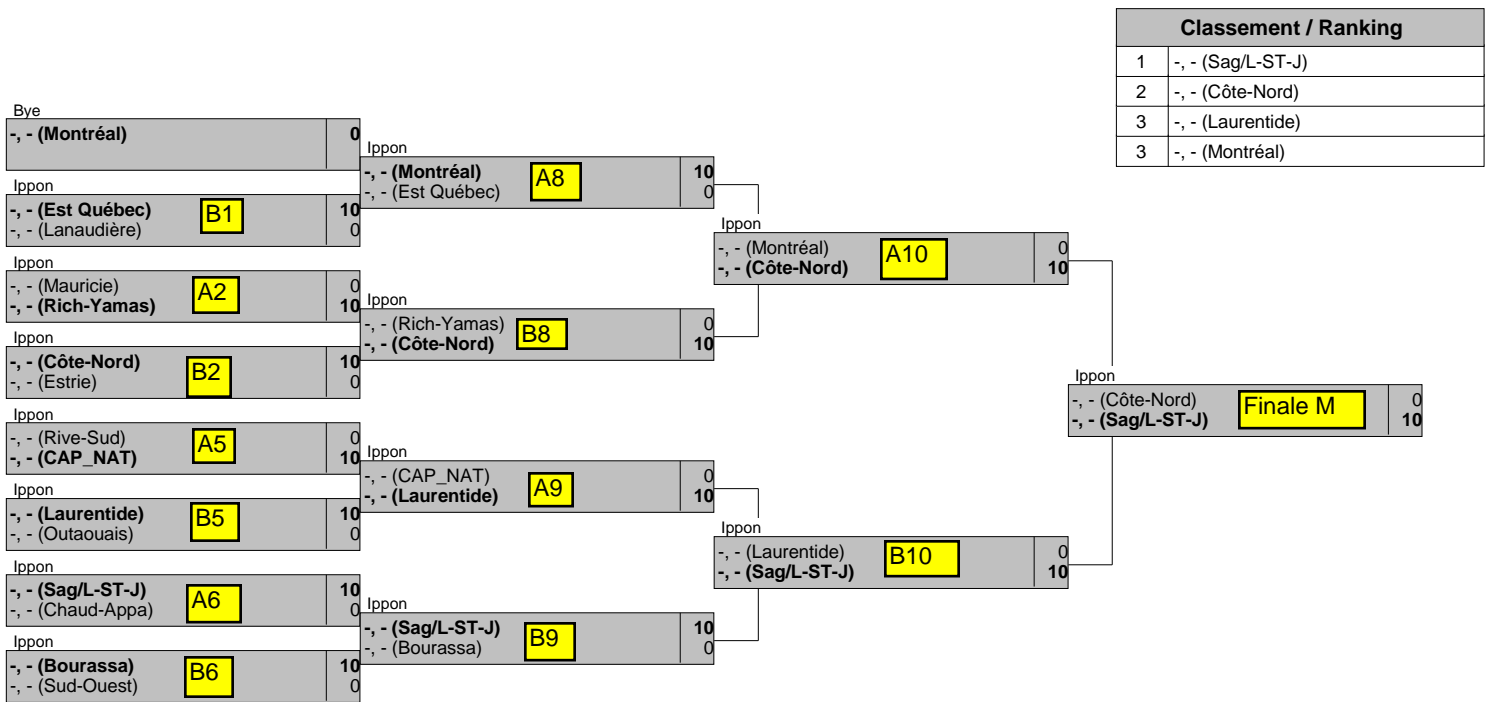 Classement / Ranking
1 -, - (Sag/L-ST-J)
2 -, - (Côte-Nord)
3 -, - (Laurentide)
3 -, - (Montréal)
Bye
-, - (Montréal) 0
Ippon
-, - (Est Québec) B1 10
-, - (Lanaudière) 0
Ippon
-, - (Mauricie) A2 0
-, - (Rich-Yamas) 10
Ippon
-, - (Côte-Nord) B2 10
-, - (Estrie) 0
Ippon
-, - (Rive-Sud) A5 0
-, - (CAP_NAT) 10
Ippon
-, - (Laurentide) B5 10
-, - (Outaouais) 0
Ippon
-, - (Sag/L-ST-J) A6 10
-, - (Chaud-Appa) 0
Ippon
-, - (Bourassa) B6 10
-, - (Sud-Ouest) 0
Ippon
-, - (Montréal) A8 10
-, - (Est Québec) 0
Ippon
-, - (Rich-Yamas) B8 0
-, - (Côte-Nord) 10
Ippon
-, - (CAP_NAT) A9 0
-, - (Laurentide) 10
Ippon
-, - (Sag/L-ST-J) B9 10
-, - (Bourassa) 0
Ippon
-, - (Montréal) A10 0
-, - (Côte-Nord) 10
Ippon
-, - (Laurentide) B10 0
-, - (Sag/L-ST-J) 10
Ippon
-, - (Côte-Nord) Finale M 0
-, - (Sag/L-ST-J) 10